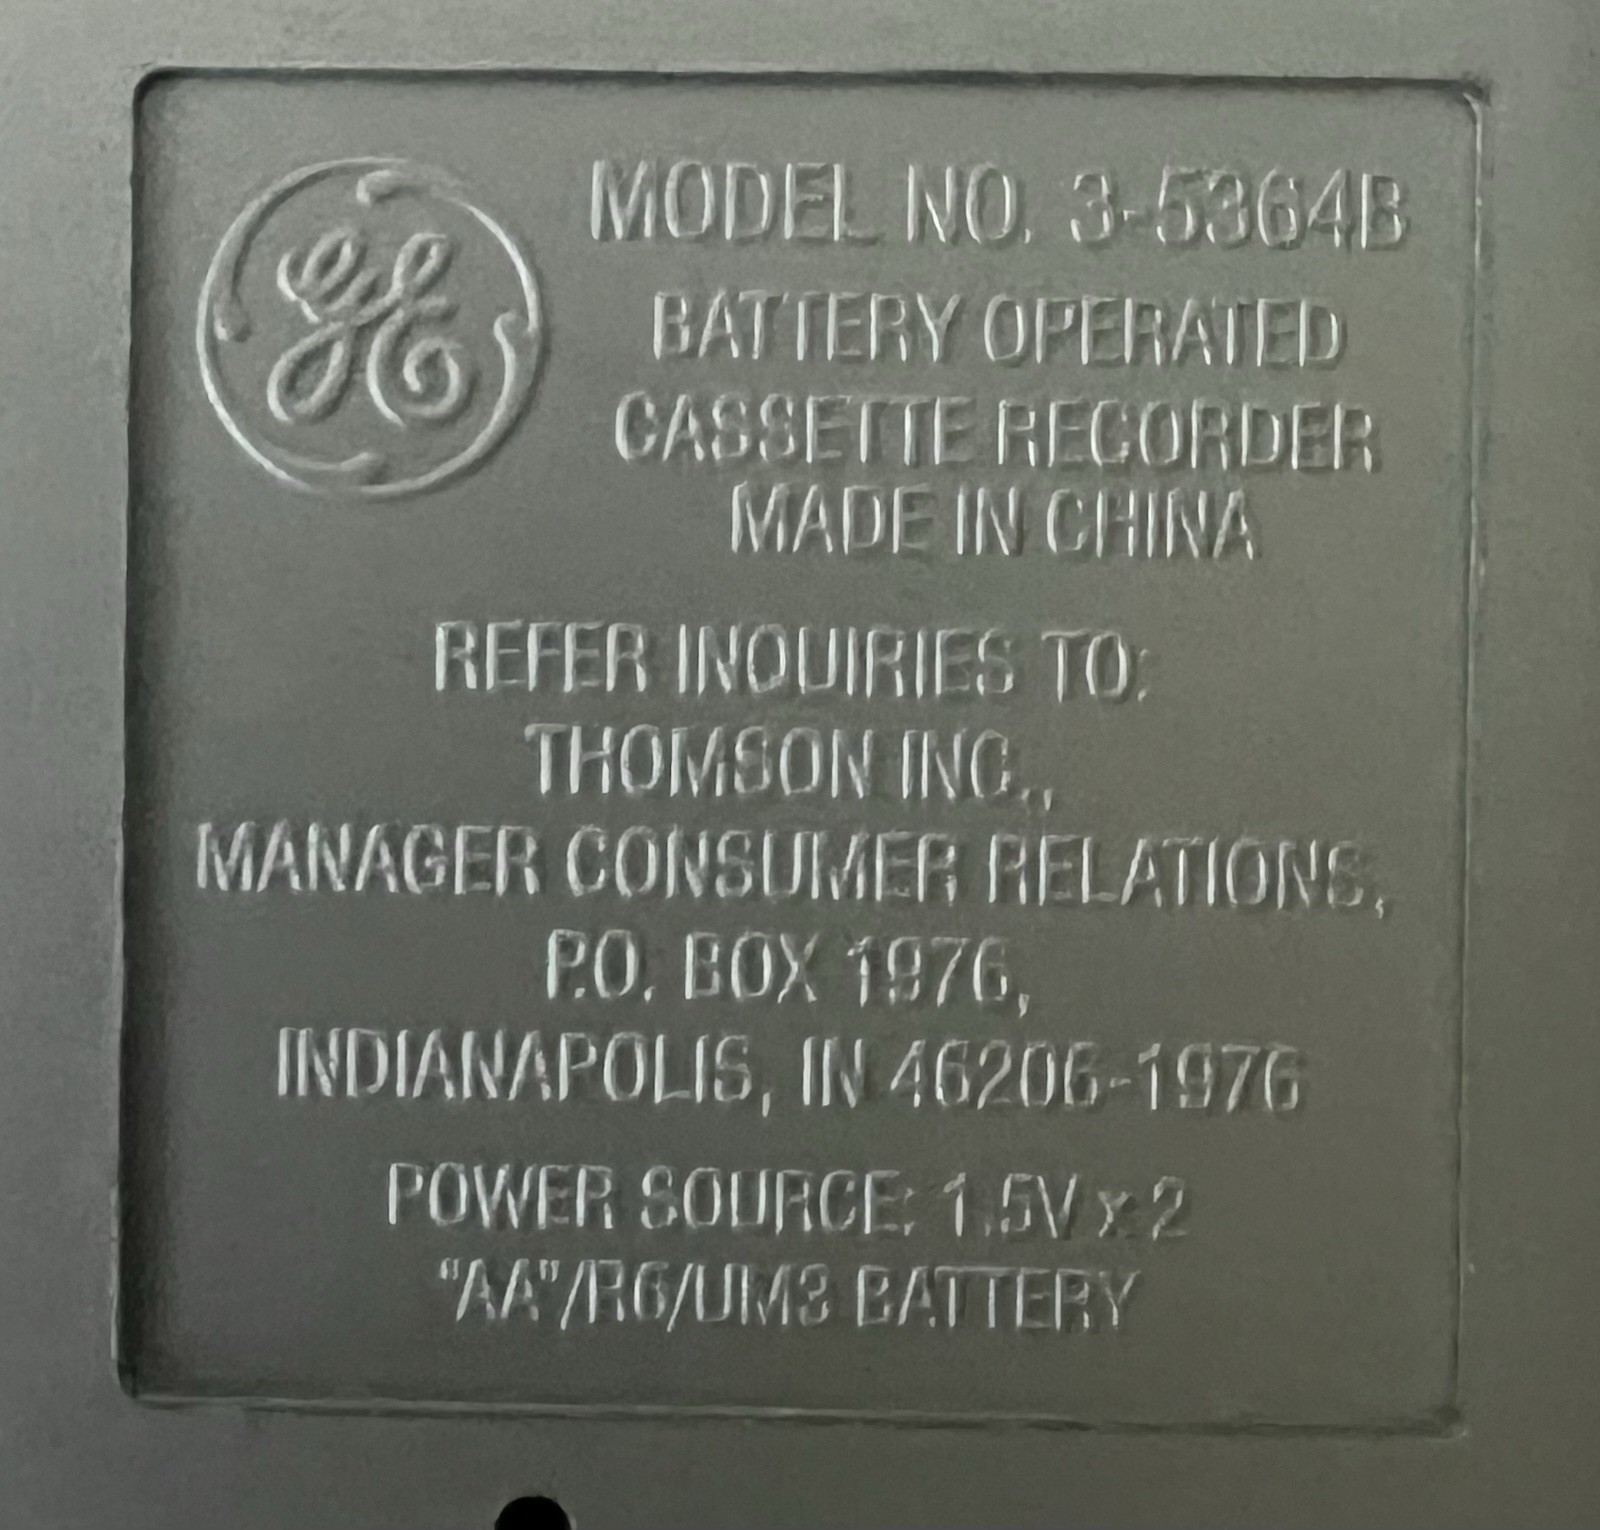 GE
MODEL NO. 3-5364B
BATTERY OPERATED
CASSETTE RECORDER
MADE IN CHINA
REFER INQUIRIES TO:
THOMSON INC.,
MANAGER CONSUMER RELATIONS,
P.O. BOX 1976,
INDIANAPOLIS, IN 46206-1976
POWER SOURCE: 1.5V x 2
"AA"/R6/UM3 BATTERY